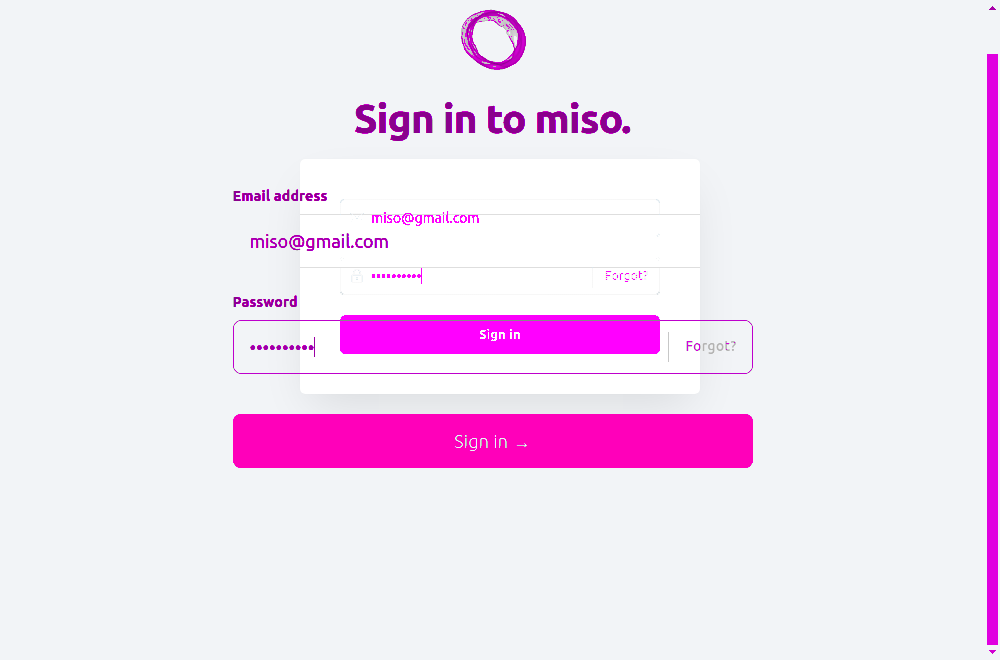 Sign in to miso.
Email address
miso@gmail.com
miso@gmail.com
Forgot?
Password
Sign in
Forgot?
Sign in →